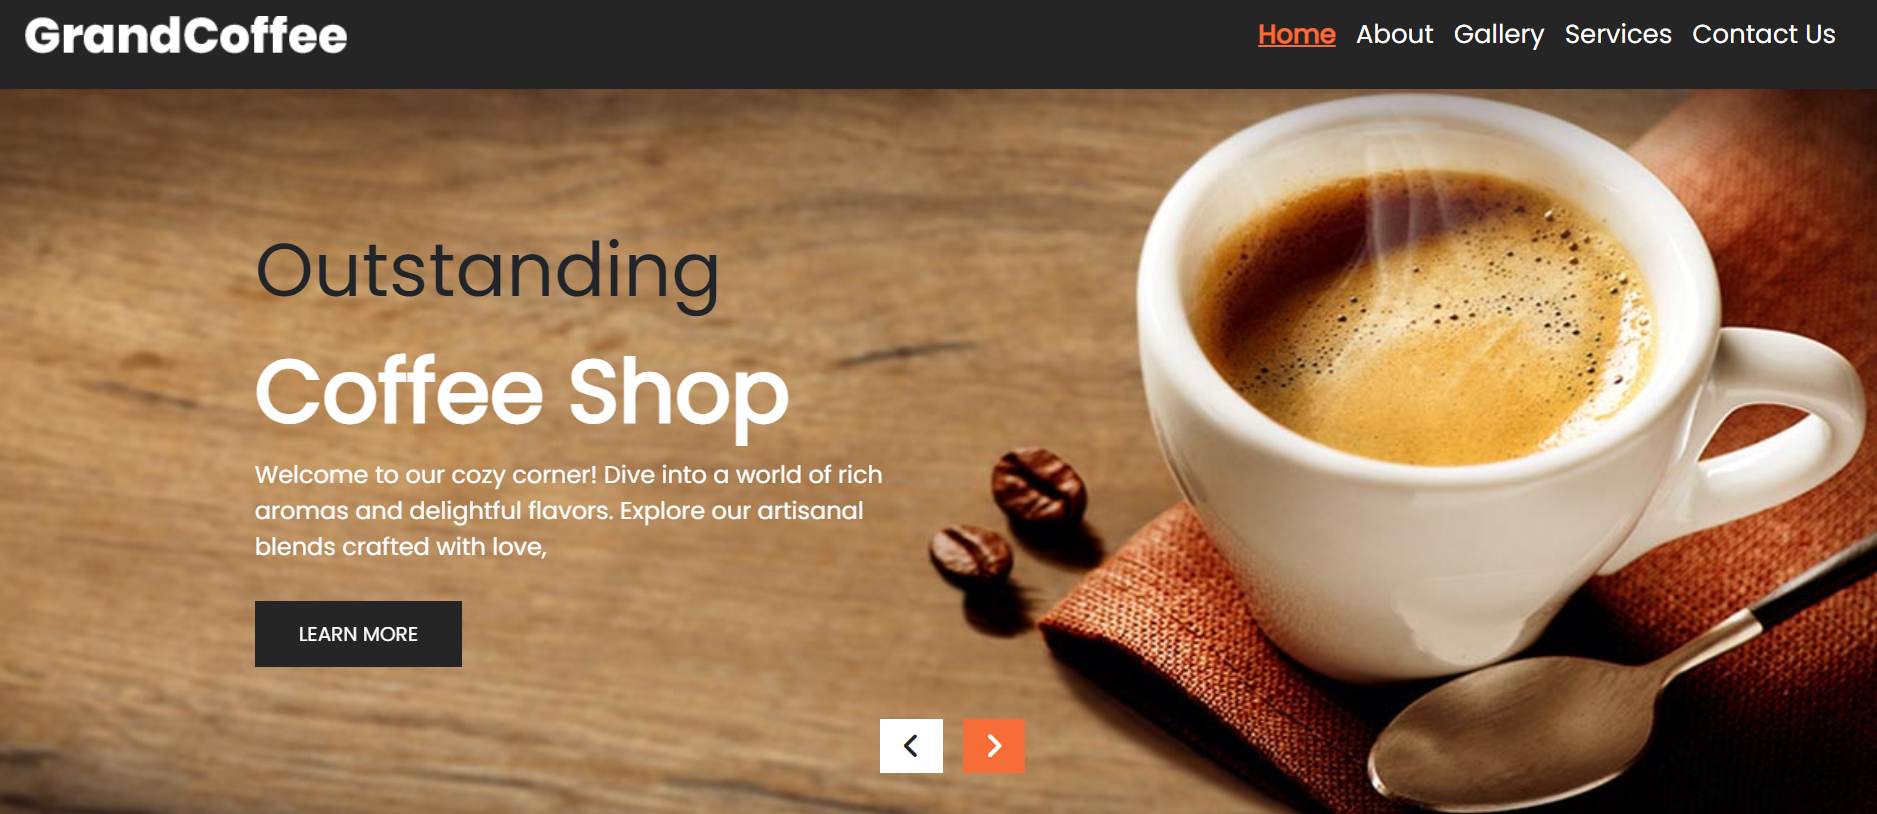 GrandCoffee
Home About Gallery Services Contact Us
Outstanding
Coffee Shop
Welcome to our cozy corner! Dive into a world of rich
aromas and delightful flavors. Explore our artisanal
blends crafted with love,
LEARN MORE